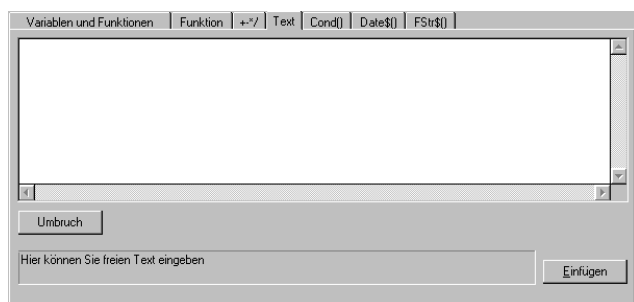 Variablen und Funktionen Funktion +-*/ Text Cond() Date$() FStr$()
Umbruch
Hier können Sie freien Text eingeben
Einfügen